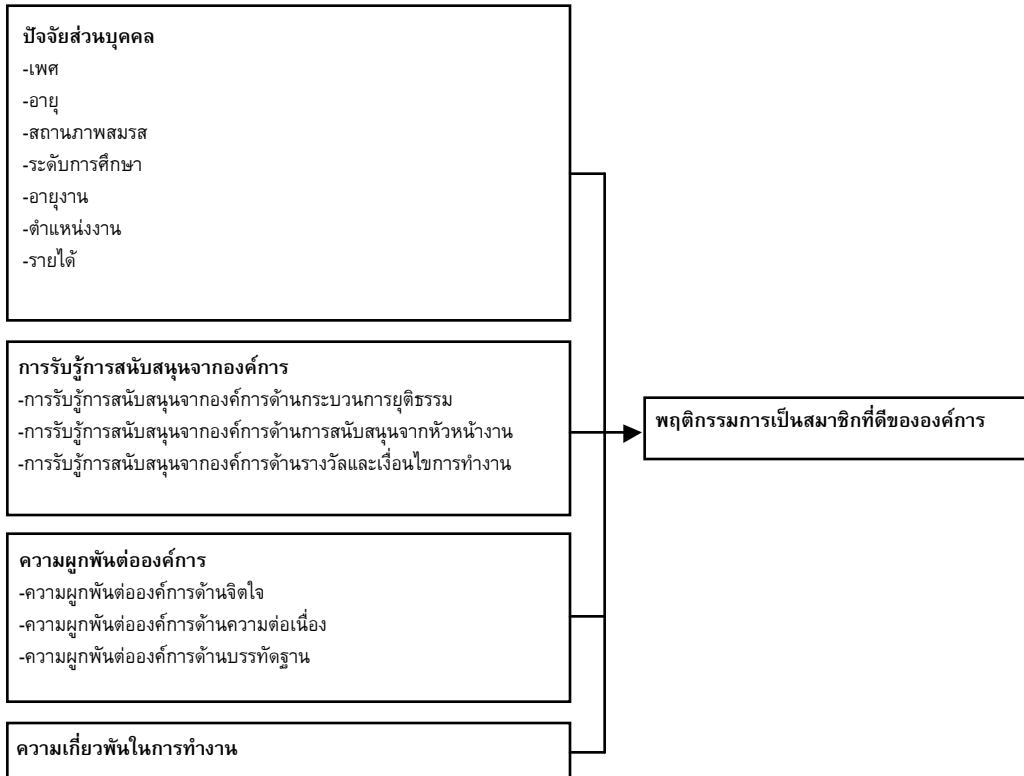 ปัจจัยส่วนบุคคล
-เพศ
-อายุ
-สถานภาพสมรส
-ระดับการศึกษา
-อายุงาน
-ตำแหน่งงาน
-รายได้
การรับรู้การสนับสนุนจากองค์การ
-การรับรู้การสนับสนุนจากองค์การด้านกระบวนการยุติธรรม
-การรับรู้การสนับสนุนจากองค์การด้านการสนับสนุนจากหัวหน้างาน
-การรับรู้การสนับสนุนจากองค์การด้านรางวัลและเงื่อนไขการทำงาน
ความผูกพันต่อองค์การ
-ความผูกพันต่อองค์การด้านจิตใจ
-ความผูกพันต่อองค์การด้านความต่อเนื่อง
-ความผูกพันต่อองค์การด้านบรรทัดฐาน
ความเกี่ยวพันในการทำงาน
พฤติกรรมการเป็นสมาชิกที่ดีขององค์การ